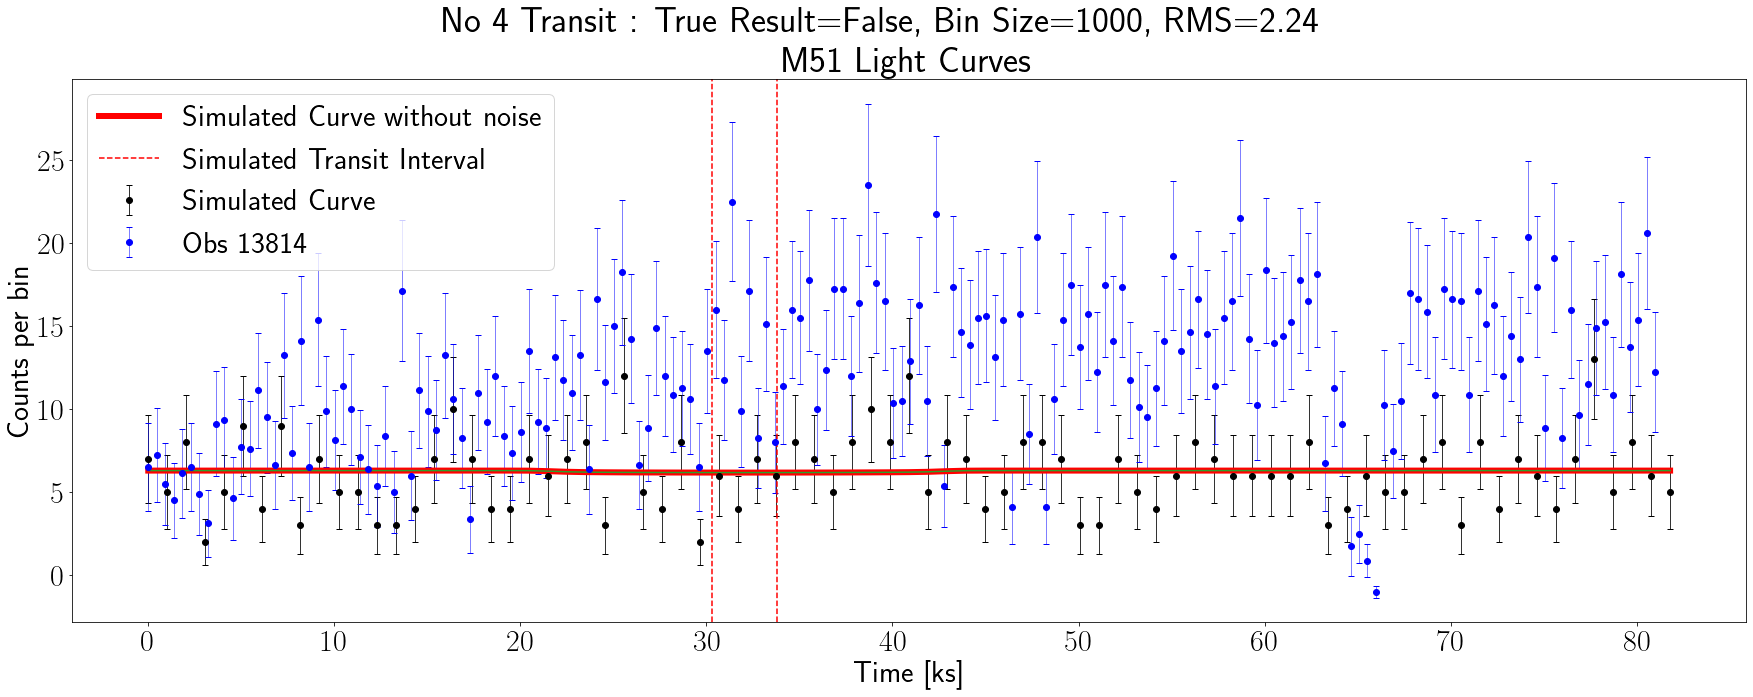 No 4 Transit : True Result=False, Bin Size=1000, RMS=2.24
M51 Light Curves
Simulated Curve without noise
Simulated Transit Interval
Simulated Curve
Obs 13814
Counts per bin
25
20
15
10
5
0
0 10 20 30 40 50 60 70 80
Time [ks]